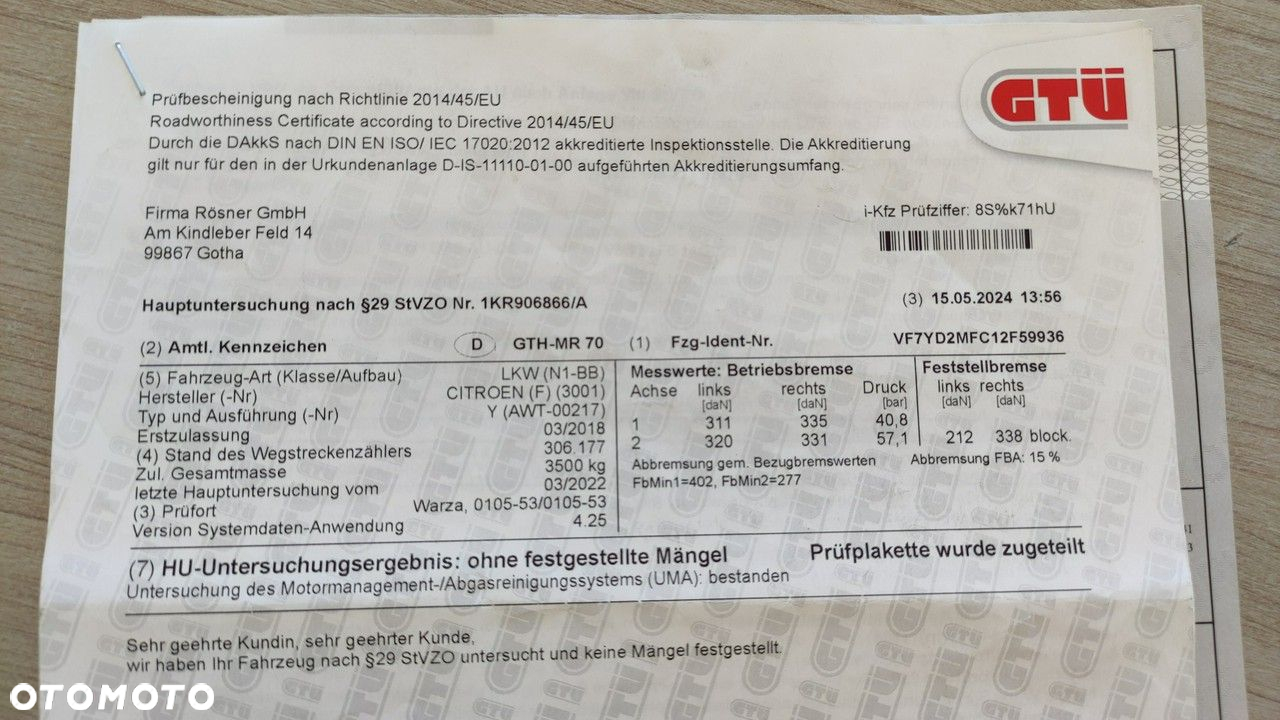 GTÜ
Prüfbescheinigung nach Richtlinie 2014/45/EU
Roadworthiness Certificate according to Directive 2014/45/EU
Durch die DAkkS nach DIN EN ISO/ IEC 17020:2012 akkreditierte Inspektionsstelle. Die Akkreditierung
gilt nur für den in der Urkundenanlage D-IS-11110-01-00 aufgeführten Akkreditierungsumfang.
Firma Rösner GmbH
Am Kindleber Feld 14
99867 Gotha
i-Kfz Prüfziffer: 8S%k71hU
Hauptuntersuchung nach §29 StVZO Nr. 1KR906866/A
(3) 15.05.2024 13:56
(2) Amtl. Kennzeichen D GTH-MR 70 (1) Fzg-Ident-Nr. VF7YD2MFC12F59936
(5) Fahrzeug-Art (Klasse/Aufbau) LKW (N1-BB)
Hersteller (-Nr) CITROEN (F) (3001)
Typ und Ausführung (-Nr) Y (AWT-00217)
Erstzulassung 03/2018
(4) Stand des Wegstreckenzählers 306.177
Zul. Gesamtmasse 3500 kg
letzte Hauptuntersuchung vom 03/2022
(3) Prüfort Warza, 0105-53/0105-53
Version Systemdaten-Anwendung 4.25
Messwerte: Betriebsbremse Feststellbremse
Achse links rechts Druck links rechts
[daN] [daN] [bar] [daN] [daN]
1 311 335 40,8
2 320 331 57,1 212 338 block.
Abbremsung gem. Bezugbremswerten Abbremsung FBA: 15 %
FbMin1=402, FbMin2=277
(7) HU-Untersuchungsergebnis: ohne festgestellte Mängel Prüfplakette wurde zugeteilt
Untersuchung des Motormanagement-/Abgasreinigungssystems (UMA): bestanden
Sehr geehrte Kundin, sehr geehrter Kunde,
wir haben Ihr Fahrzeug nach §29 StVZO untersucht und keine Mängel festgestellt.
OTOMOTO